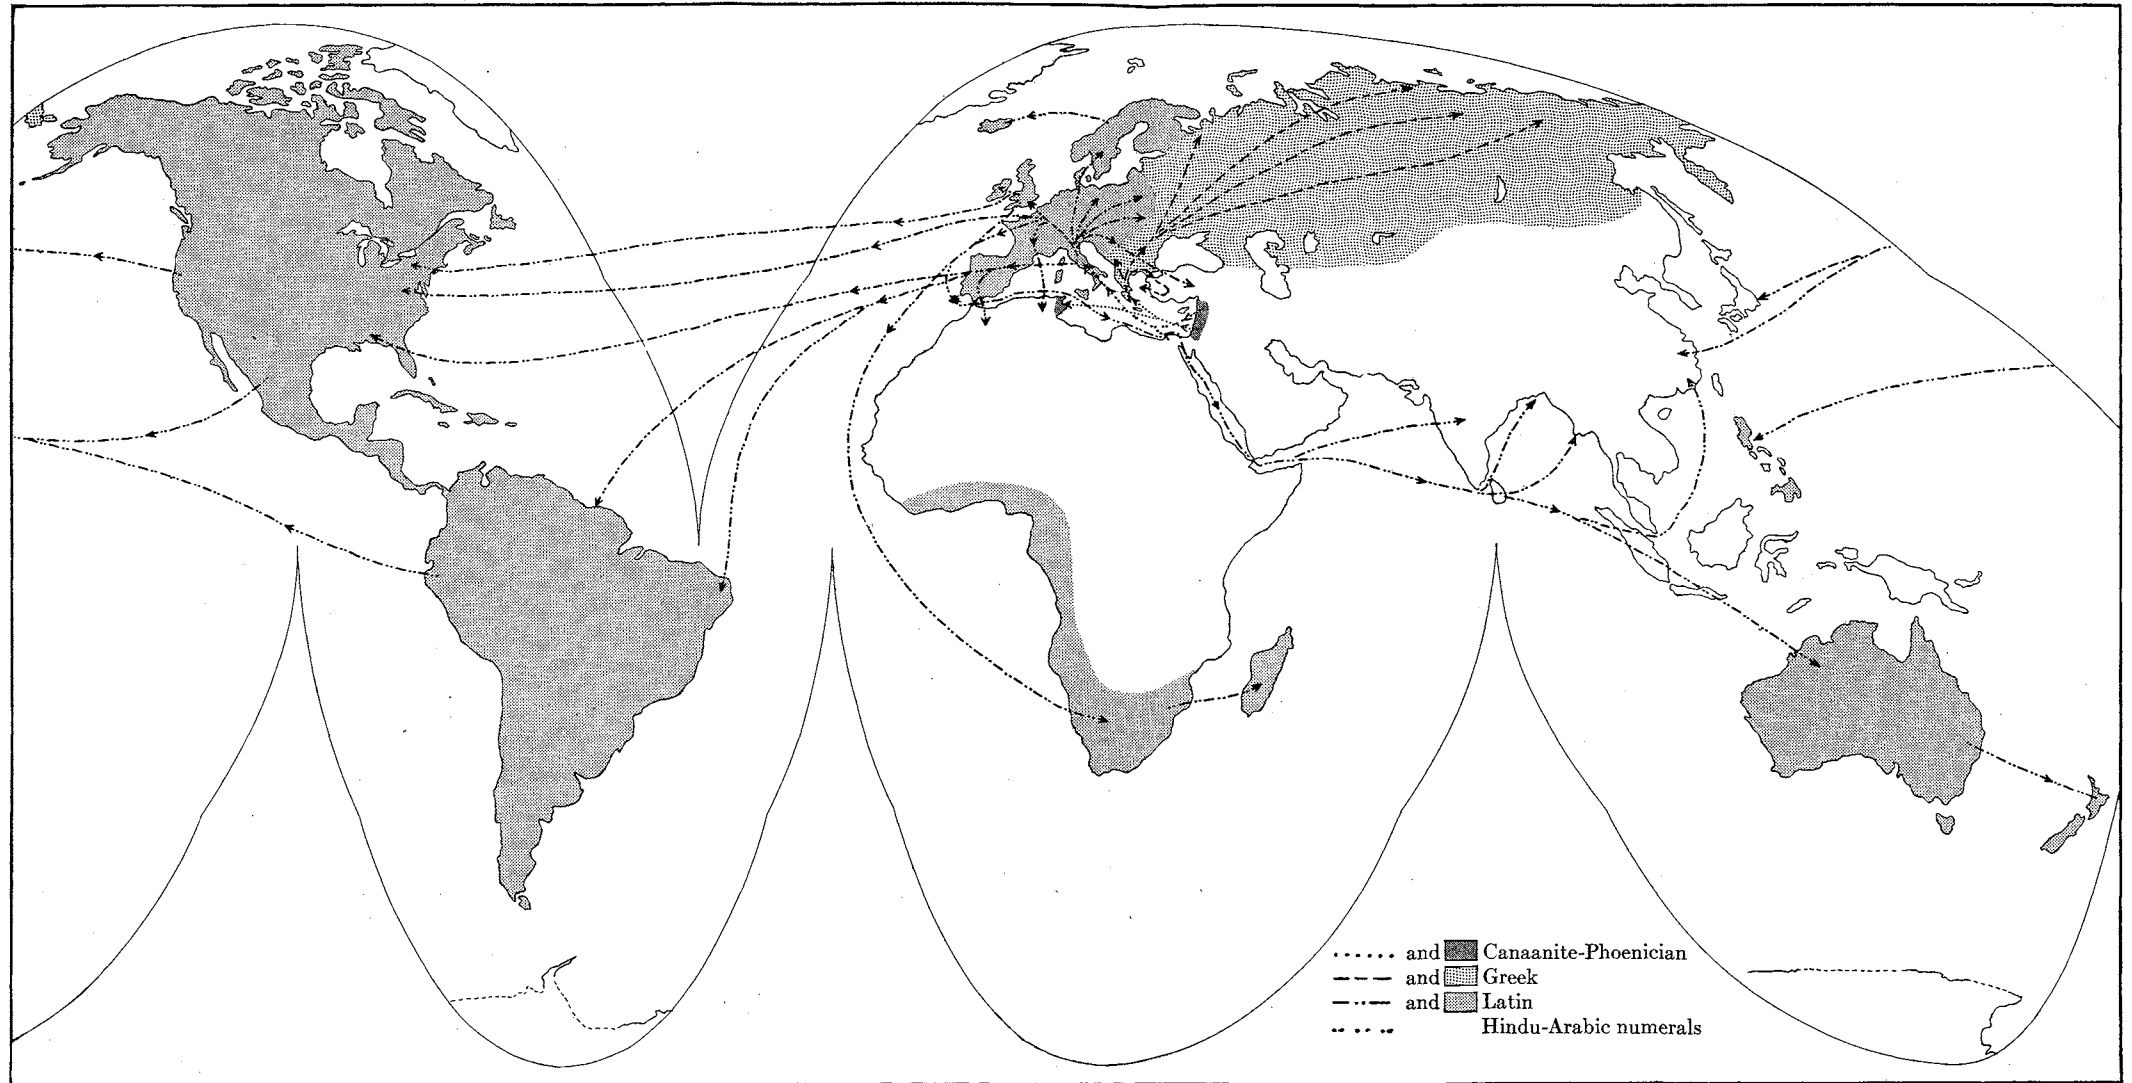 and Canaanite-Phoenician
and Greek
and Latin
Hindu-Arabic numerals